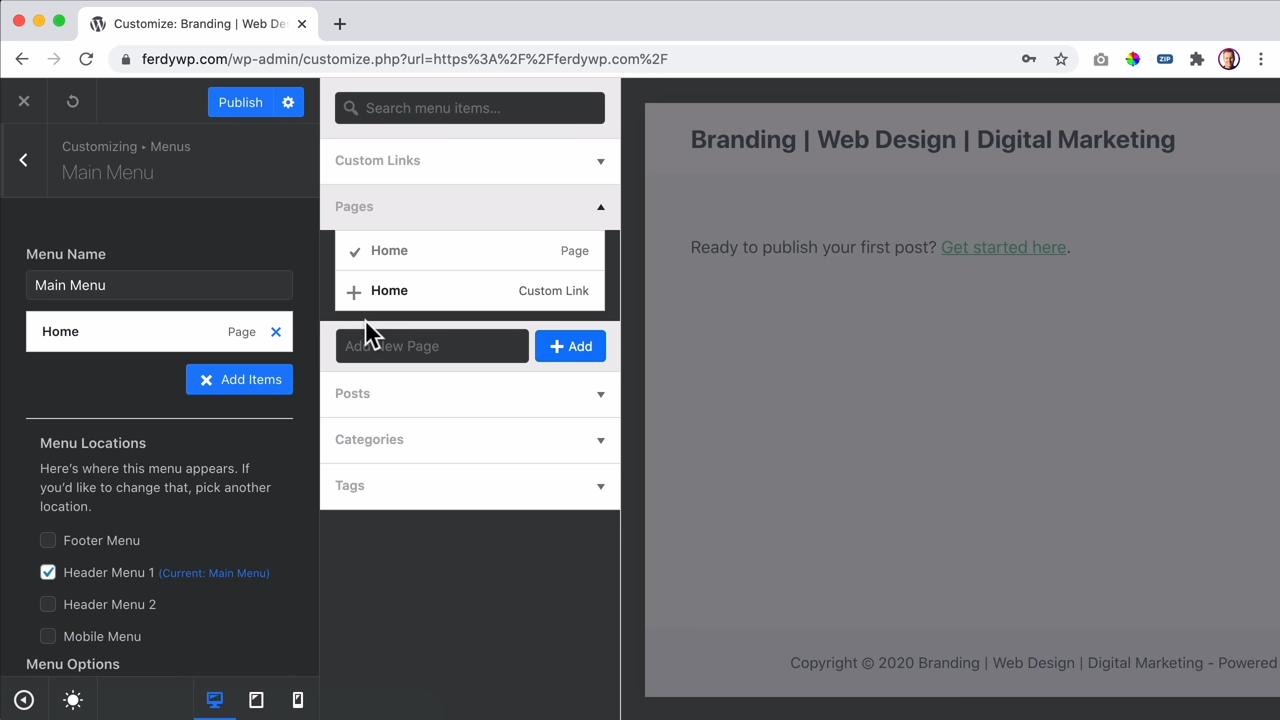 Customize: Branding | Web De
ferdywp.com/wp-admin/customize.php?url=https%3A%2F%2Fferdywp.com%2F
ZIP
Publish
Customizing ▸ Menus
Main Menu
Menu Name
Main Menu
Home Page
Add Items
Menu Locations
Here's where this menu appears. If
you'd like to change that, pick another
location.
Footer Menu
Header Menu 1 (Current: Main Menu)
Header Menu 2
Mobile Menu
Menu Options
Search menu items...
Custom Links
Pages
Home Page
Home Custom Link
Add New Page
Add
Posts
Categories
Tags
Branding | Web Design | Digital Marketing
Ready to publish your first post? Get started here.
Copyright © 2020 Branding | Web Design | Digital Marketing - Powered